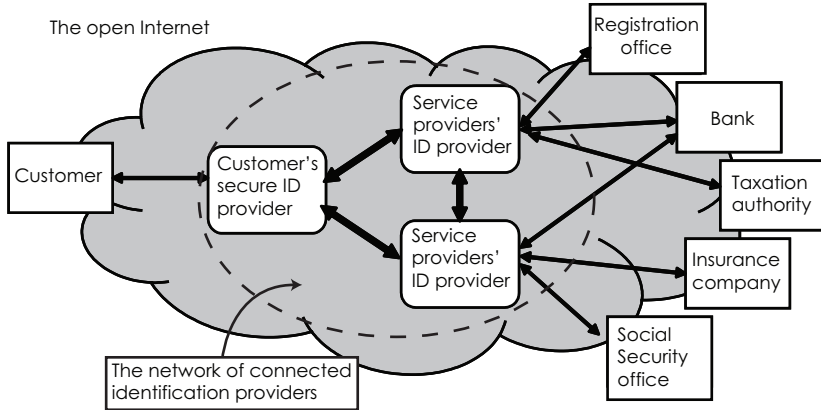 The open Internet
Registration
office
Service
providers'
ID provider
Bank
Customer
Customer's
secure ID
provider
Taxation
authority
Service
providers'
ID provider
Insurance
company
Social
Security
office
The network of connected
identification providers